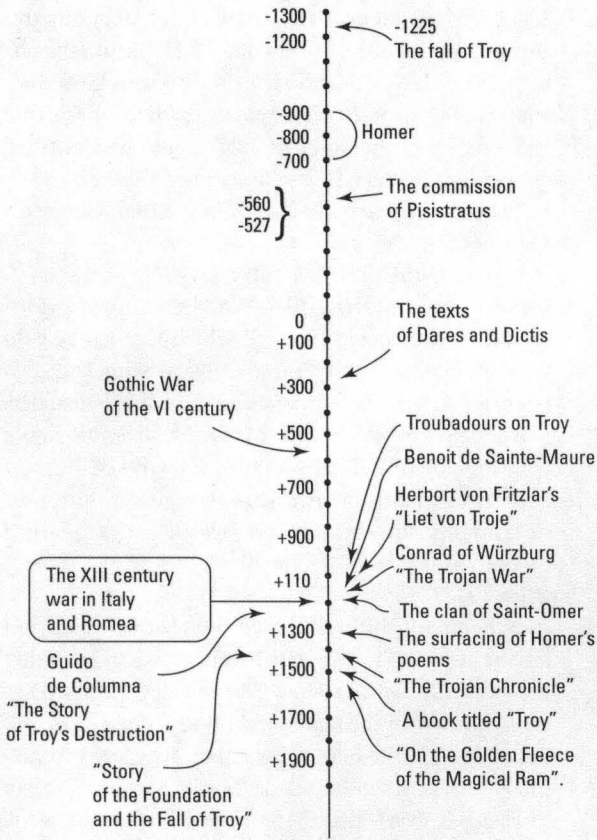 -1300
-1200
-1225
The fall of Troy
-900
-800
-700
Homer
-560
-527
The commission
of Pisistratus
0
+100
The texts
of Dares and Dictis
+300
Gothic War
of the VI century
+500
Troubadours on Troy
Benoit de Sainte-Maure
+700
Herbort von Fritzlar's
"Liet von Troje"
+900
Conrad of Würzburg
"The Trojan War"
+110
The XIII century
war in Italy
and Romea
The clan of Saint-Omer
+1300
The surfacing of Homer's
poems
Guido
de Columna
"The Story
of Troy's Destruction"
+1500
"The Trojan Chronicle"
+1700
A book titled "Troy"
+1900
"On the Golden Fleece
of the Magical Ram".
"Story
of the Foundation
and the Fall of Troy"